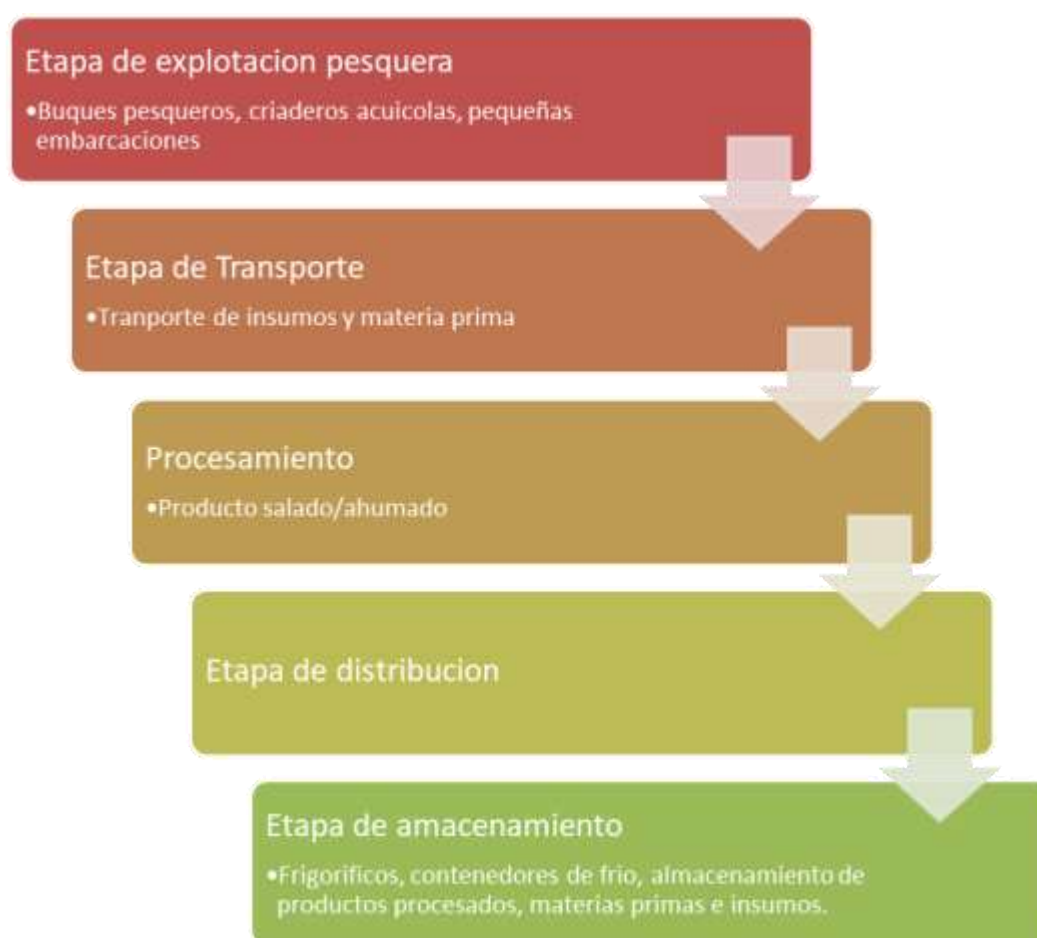 Etapa de explotacion pesquera
•Buques pesqueros, criaderos acuicolas, pequeñas
embarcaciones
Etapa de Transporte
•Tranporte de insumos y materia prima
Procesamiento
•Producto salado/ahumado
Etapa de distribucion
Etapa de amacenamiento
•Frigorificos, contenedores de frio, almacenamiento de
productos procesados, materias primas e insumos.